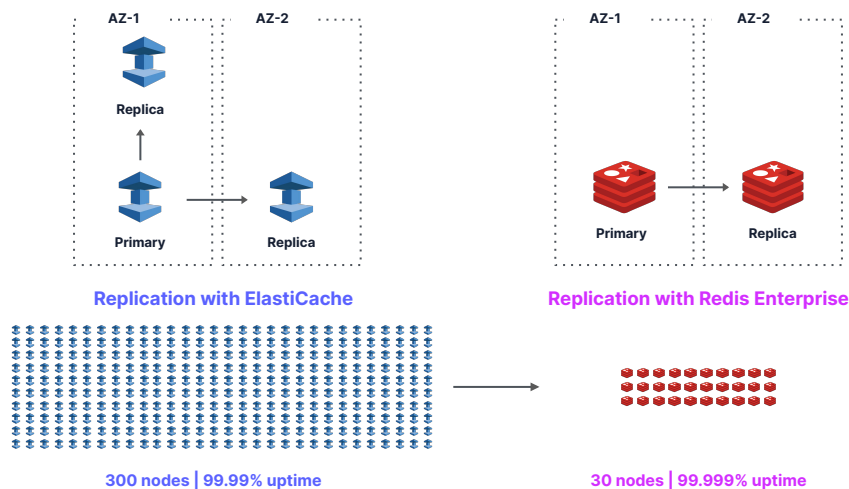 AZ-1
AZ-2
Replica
Primary
Replica
Replication with ElastiCache
300 nodes | 99.99% uptime
AZ-1
AZ-2
Primary
Replica
Replication with Redis Enterprise
30 nodes | 99.999% uptime